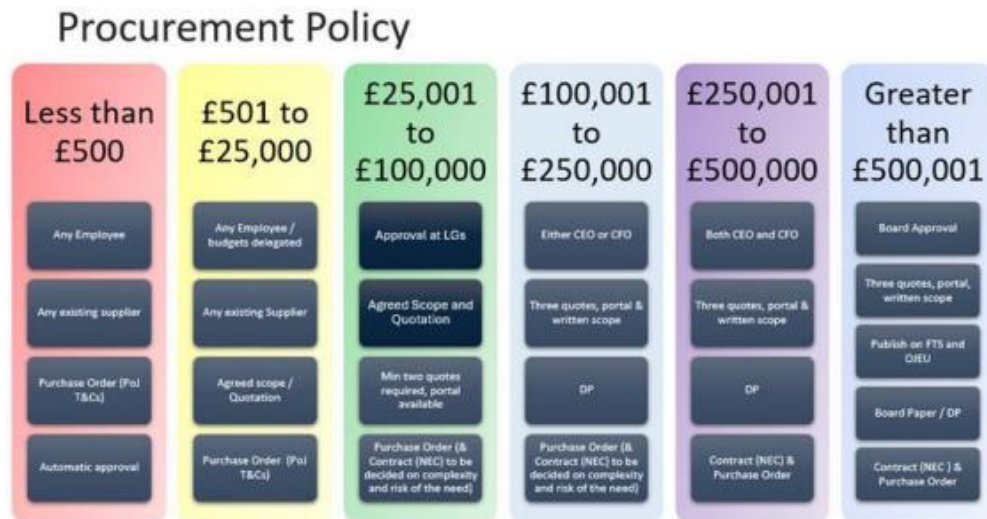 Procurement Policy
Less than
£500
Any Employee
Any existing supplier
Purchase Order (PoJ
T&Cs)
Automatic approval
£501 to
£25,000
Any Employee /
budgets delegated
Any existing Supplier
Agreed scope /
Quotation
Purchase Order (PoJ
T&Cs)
£25,001
to
£100,000
Approval at LGs
Agreed Scope and
Quotation
Min two quotes
required, portal
available
Purchase Order (&
Contract (NEC) to be
decided on complexity
and risk of the need)
£100,001
to
£250,000
Either CEO or CFO
Three quotes, portal &
written scope
DP
Purchase Order (&
Contract (NEC) to be
decided on complexity
and risk of the need)
£250,001
to
£500,000
Both CEO and CFO
Three quotes, portal &
written scope
DP
Contract (NEC) &
Purchase Order
Greater
than
£500,001
Board Approval
Three quotes, portal,
written scope
Publish on FTS and
OJEU
Board Paper / DP
Contract (NEC ) &
Purchase Order